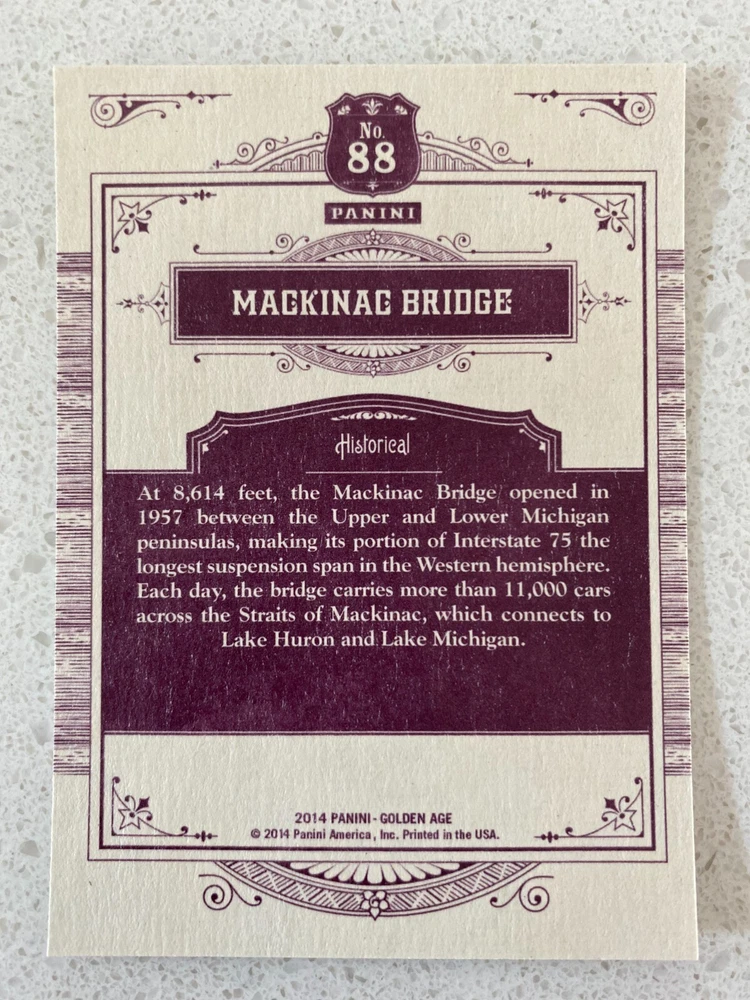 No.
88
PANINI
MACKINAC BRIDGE
Historical
At 8,614 feet, the Mackinac Bridge opened in
1957 between the Upper and Lower Michigan
peninsulas, making its portion of Interstate 75 the
longest suspension span in the Western hemisphere.
Each day, the bridge carries more than 11,000 cars
across the Straits of Mackinac, which connects to
Lake Huron and Lake Michigan.
2014 PANINI - GOLDEN AGE
© 2014 Panini America, Inc. Printed in the USA.